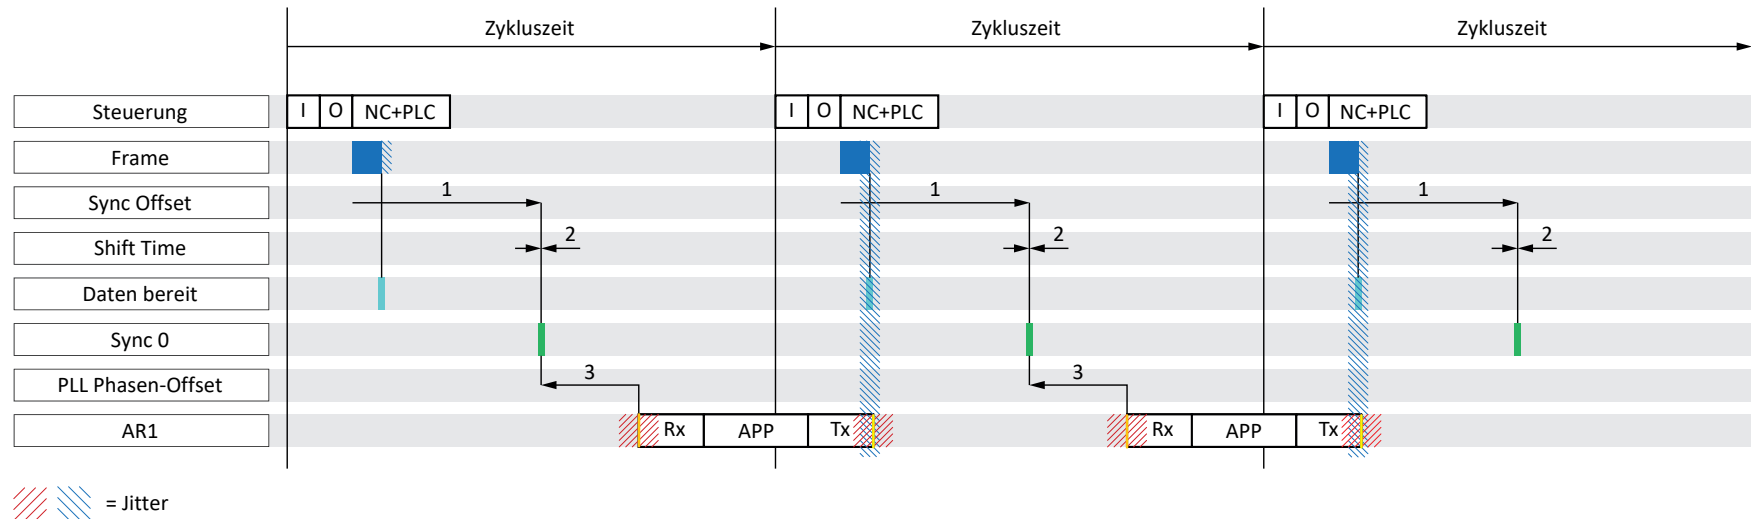 Zykluszeit Zykluszeit Zykluszeit
Steuerung I O NC+PLC I O NC+PLC I O NC+PLC
Frame
Sync Offset 1 1 1
Shift Time 2 2 2
Daten bereit
Sync 0
PLL Phasen-Offset 3 3
AR1 Rx APP Tx Rx APP Tx
= Jitter